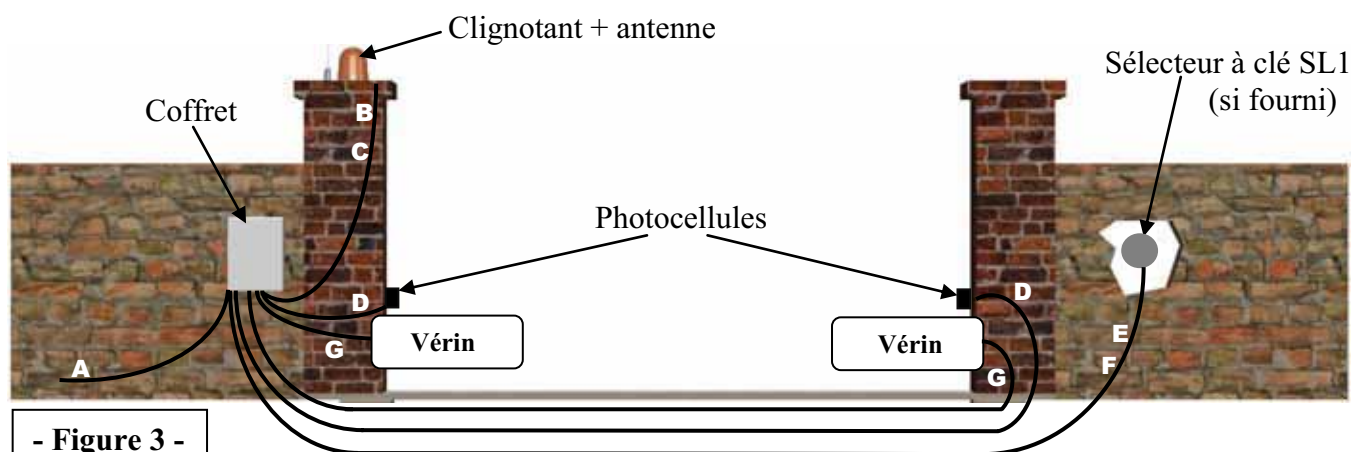 Clignotant + antenne
Sélecteur à clé SL1
(si fourni)
Coffret
B
C
Photocellules
D
D
Vérin
Vérin
G
G
E
F
A
- Figure 3 -